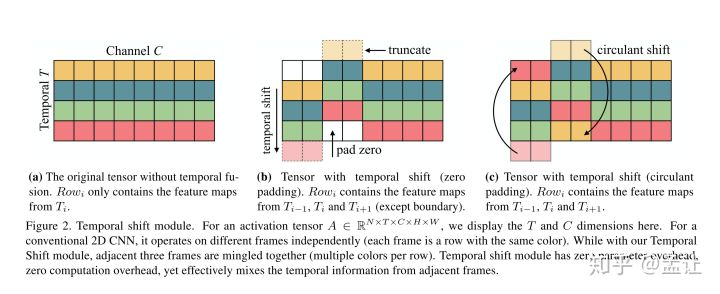 Channel C
Temporal T
temporal shift
truncate
pad zero
circulant shift
(a) The original tensor without temporal fu-
sion. Row_i only contains the feature maps
from T_i.
(b) Tensor with temporal shift (zero
padding). Row_i contains the feature maps
from T_{i−1}, T_i and T_{i+1} (except boundary).
(c) Tensor with temporal shift (circulant
padding). Row_i contains the feature maps
from T_{i−1}, T_i and T_{i+1}.
Figure 2. Temporal shift module. For an activation tensor A ∈ ℝ^{N×T×C×H×W}, we display the T and C dimensions here. For a
conventional 2D CNN, it operates on different frames independently (each frame is a row with the same color). While with our Temporal
Shift module, adjacent three frames are mingled together (multiple colors per row). Temporal shift module has zero parameter overhead,
zero computation overhead, yet effectively mixes the temporal information from adjacent frames.
知乎 @孟让